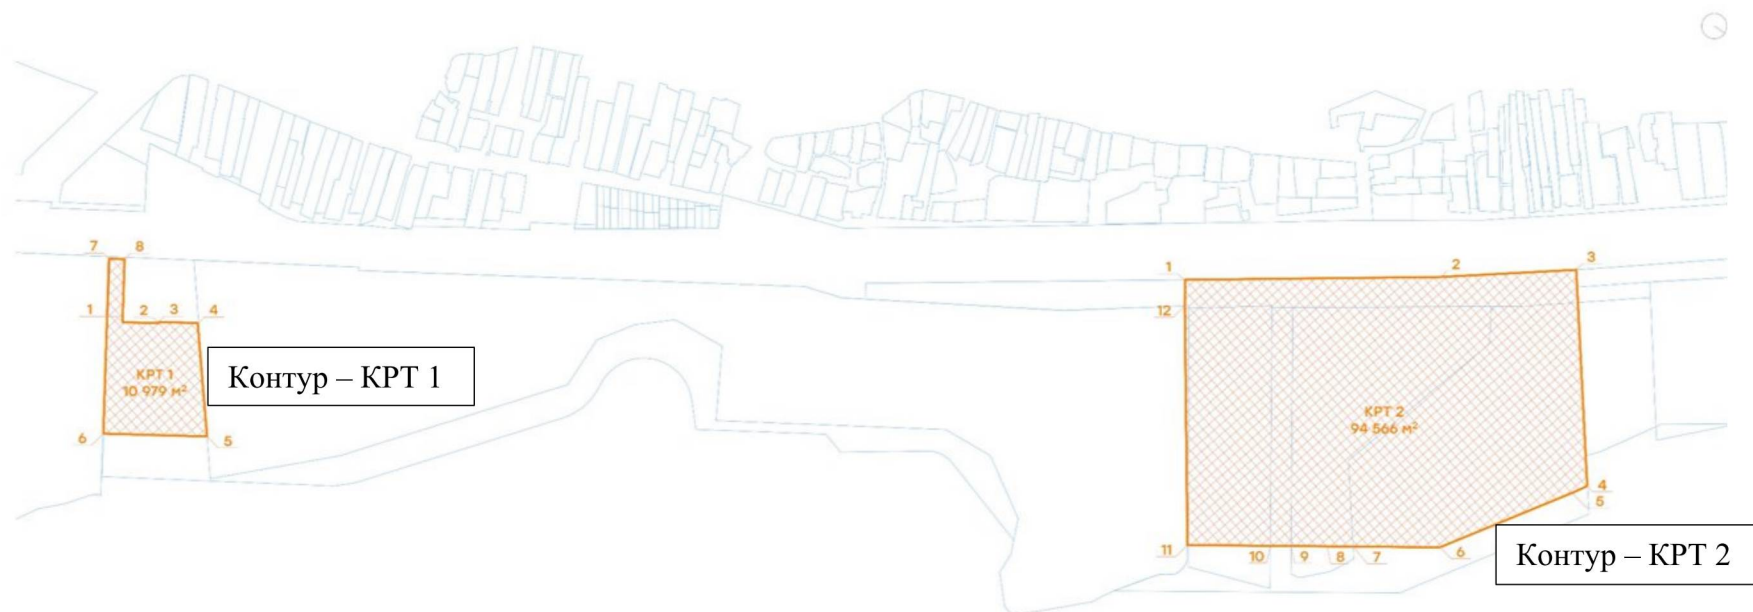 7 8
1 2 3 4
КРТ 1
10 979 м²
Контур – КРТ 1
6 5
1 2 3
12
КРТ 2
94 566 м²
4
5
11 10 9 8 7 6
Контур – КРТ 2